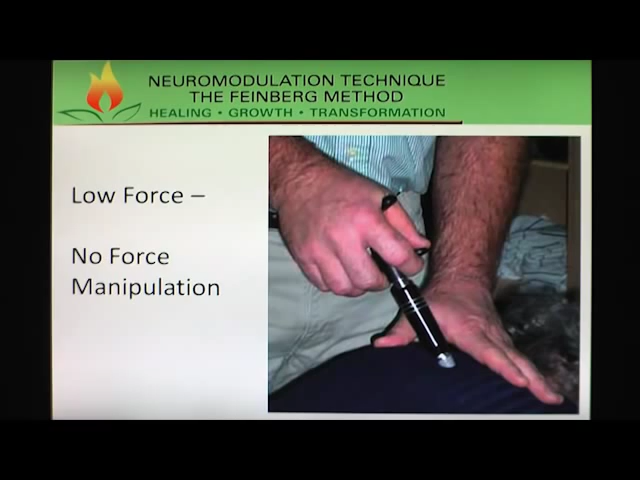 NEUROMODULATION TECHNIQUE
THE FEINBERG METHOD
HEALING • GROWTH • TRANSFORMATION
Low Force –
No Force
Manipulation